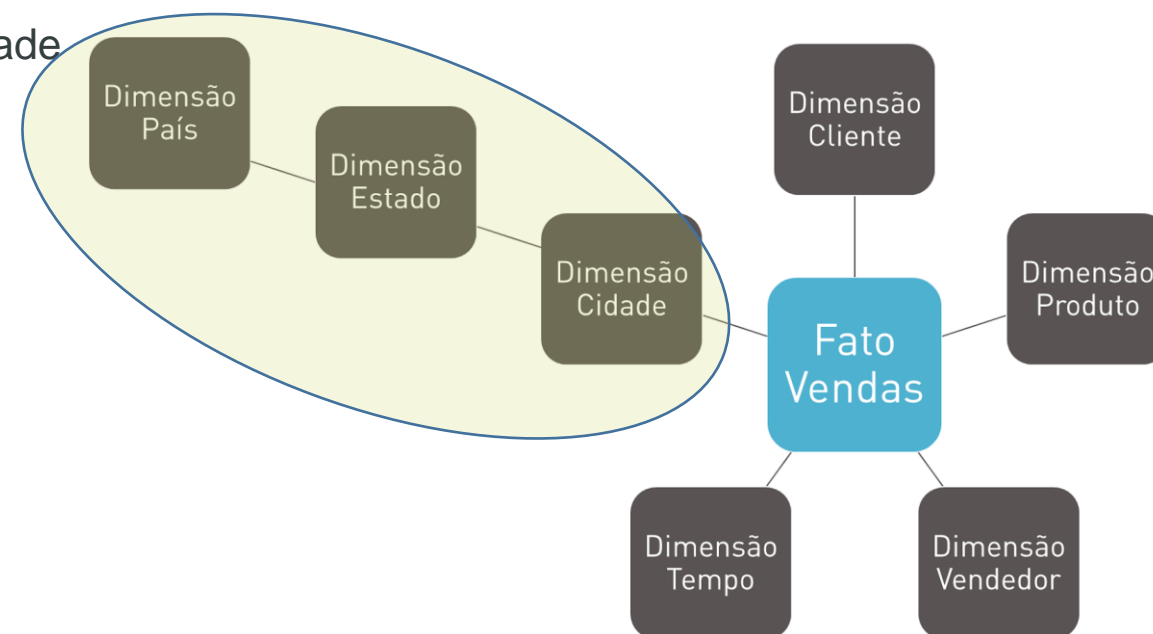 ade
Dimensão
País
Dimensão
Estado
Dimensão
Cidade
Dimensão
Cliente
Dimensão
Produto
Fato
Vendas
Dimensão
Tempo
Dimensão
Vendedor